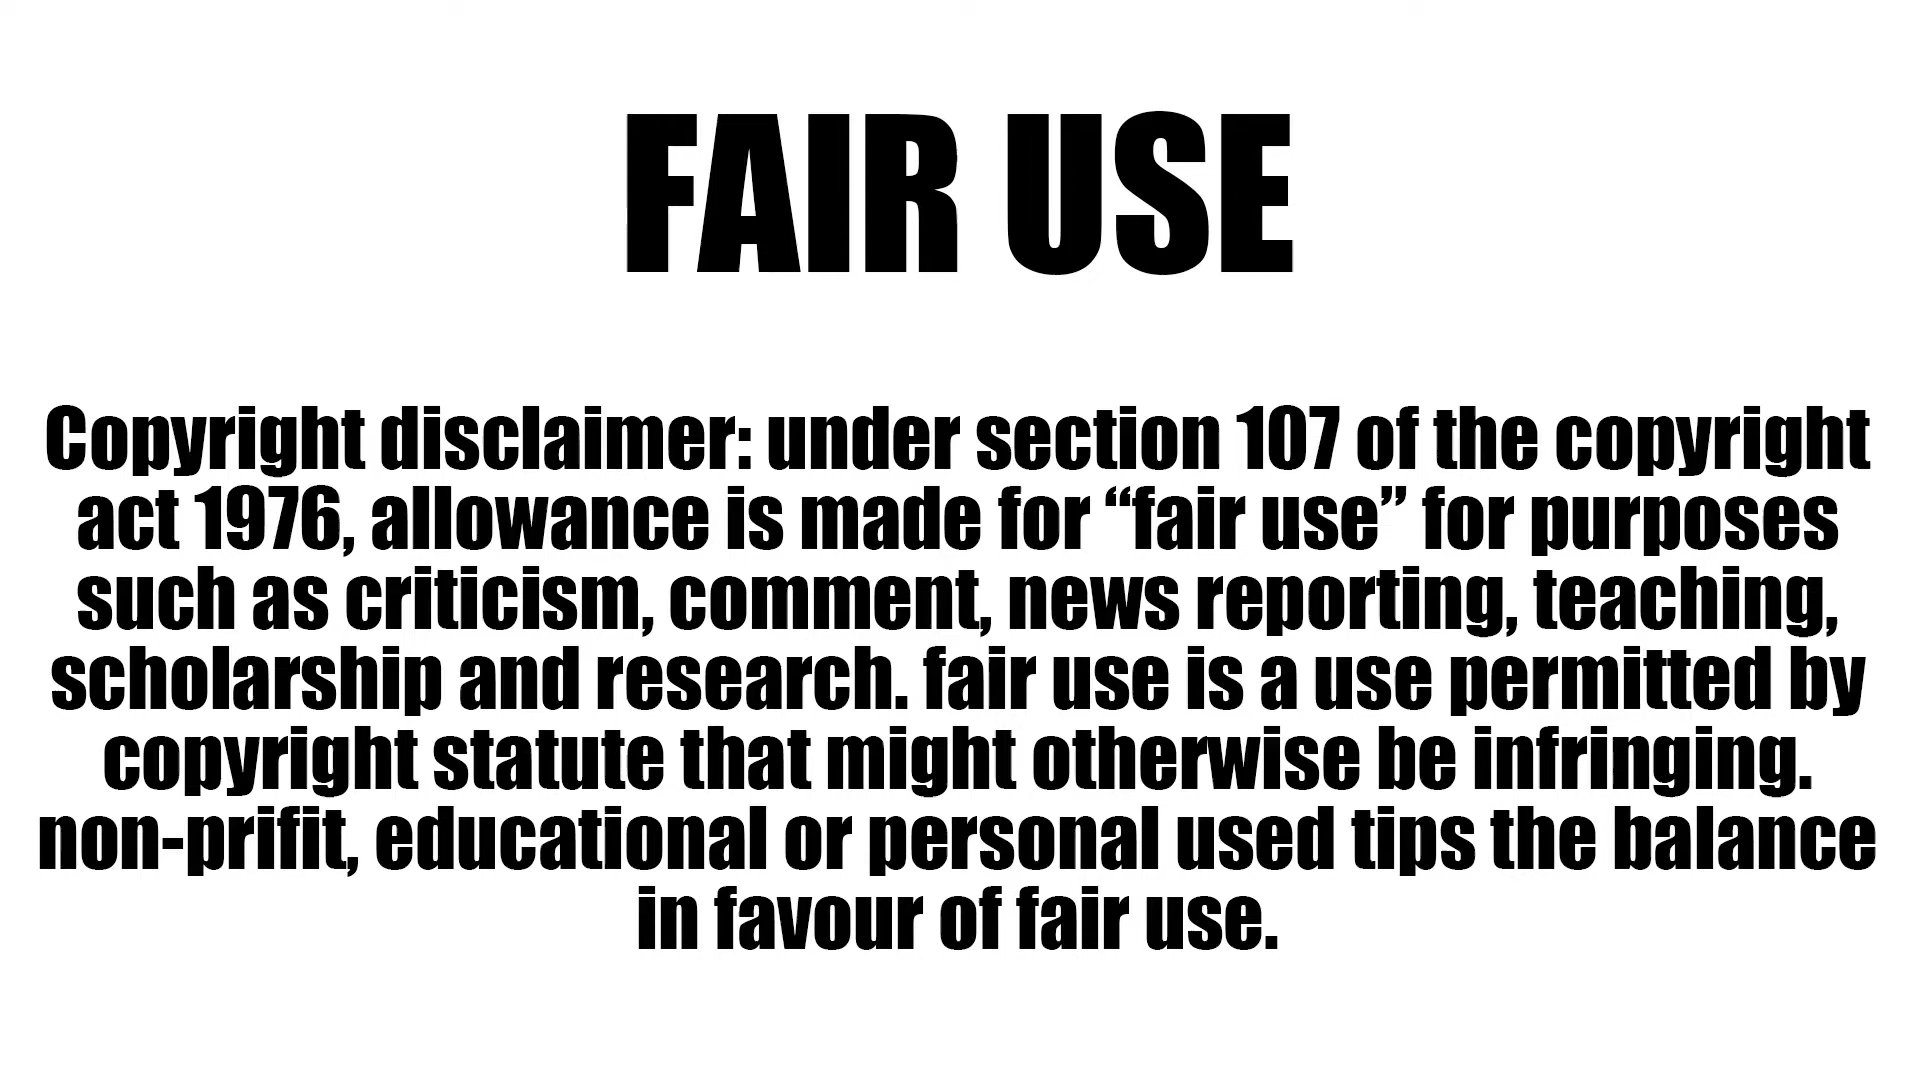 FAIR USE
Copyright disclaimer: under section 107 of the copyright
act 1976, allowance is made for “fair use” for purposes
such as criticism, comment, news reporting, teaching,
scholarship and research. fair use is a use permitted by
copyright statute that might otherwise be infringing.
non-prifit, educational or personal used tips the balance
in favour of fair use.